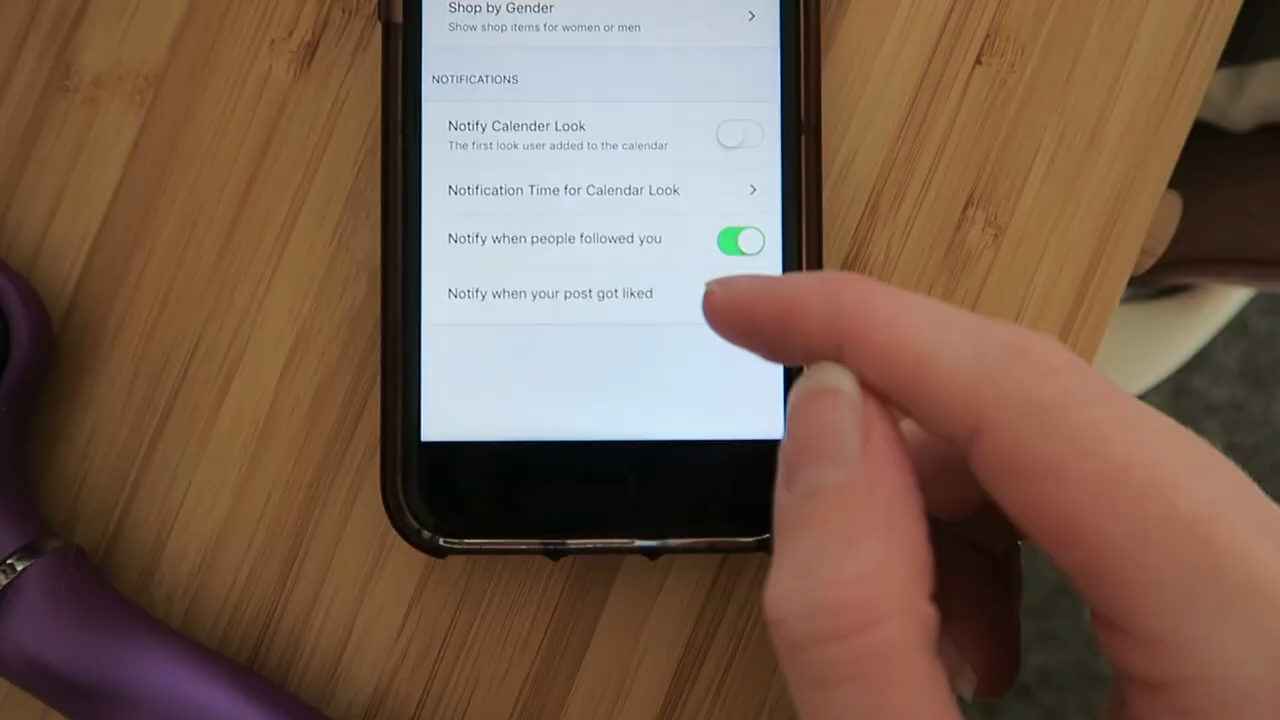 Shop by Gender
Show shop items for women or men
NOTIFICATIONS
Notify Calender Look
The first look user added to the calendar
Notification Time for Calendar Look
Notify when people followed you
Notify when your post got liked